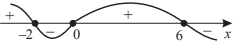 + − + −
−2 0 6 x